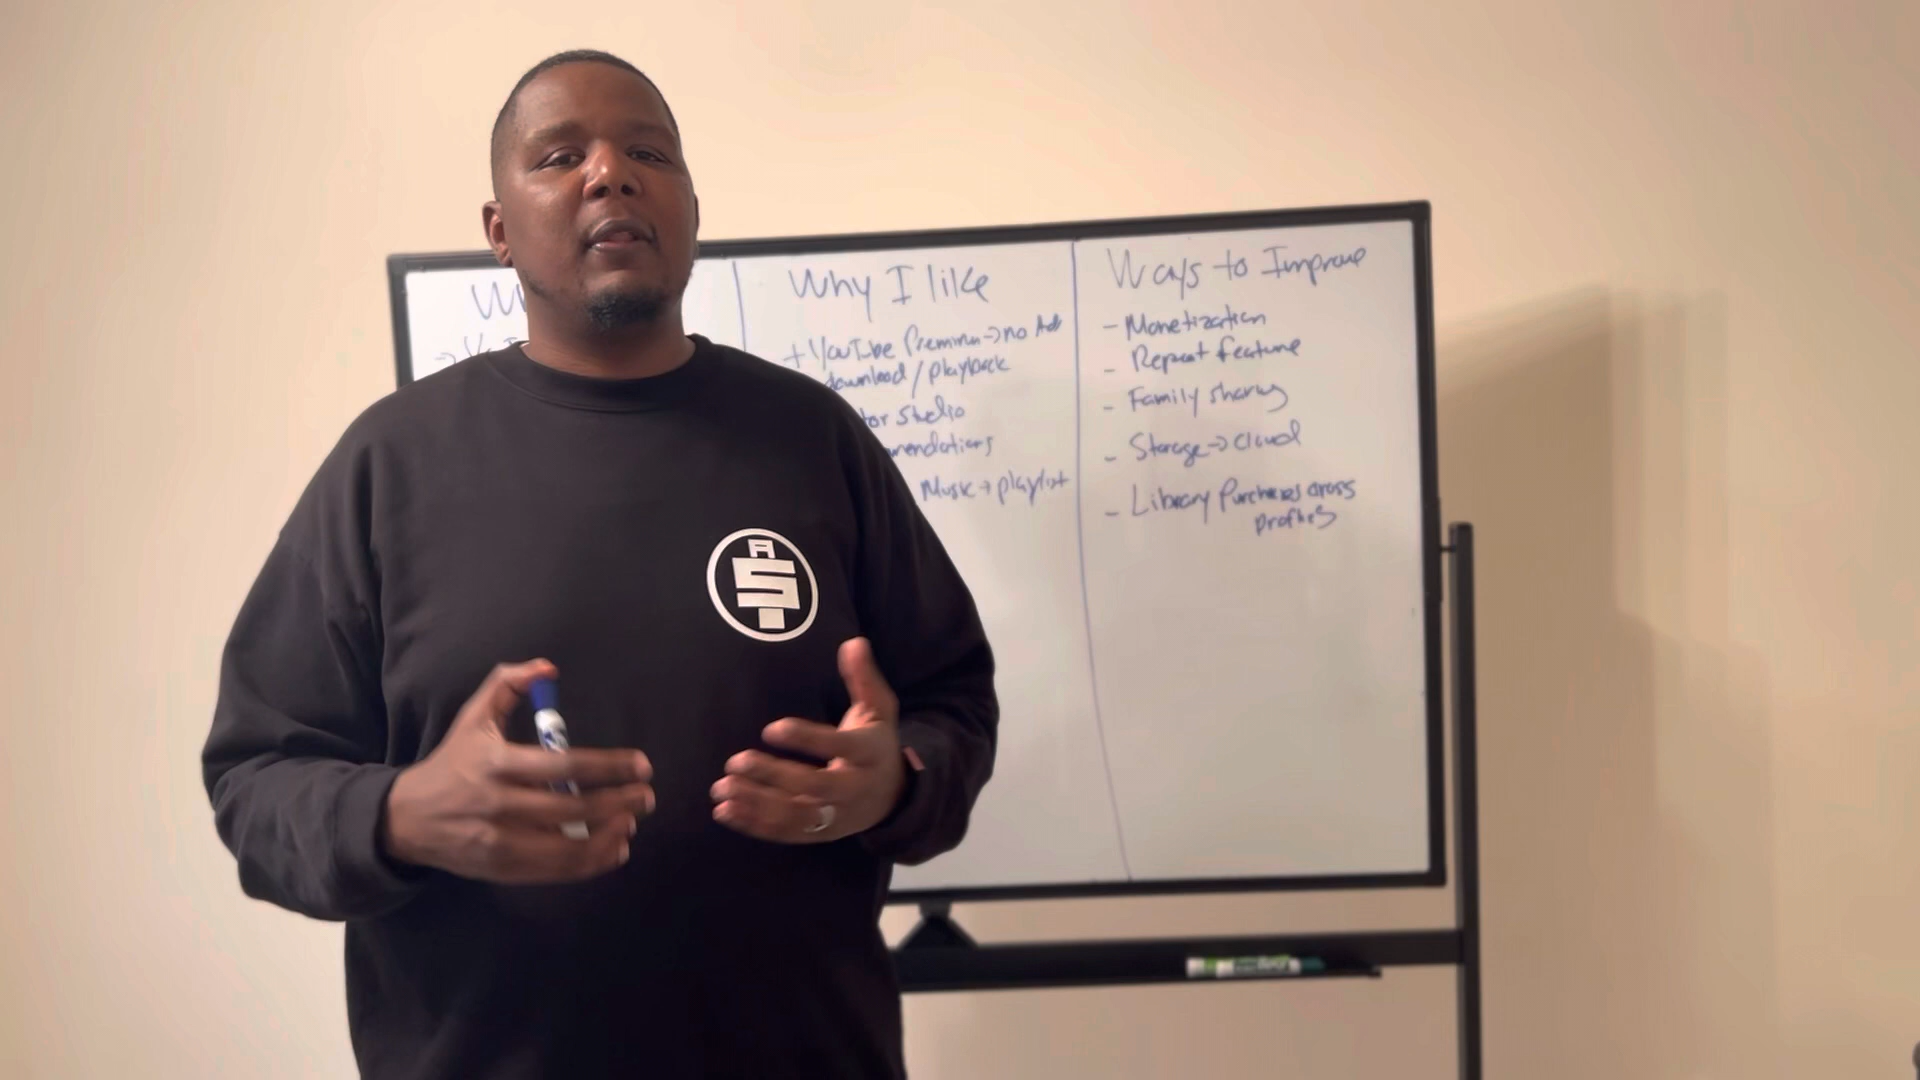 Why I like
+ YouTube Premium → no Ads
download / playback
Studio
Music + playlist
Ways to Improve
- Monetization
- Repeat feature
- Family sharing
- Storage → cloud
- Library Purchases across
profiles
A
S
I